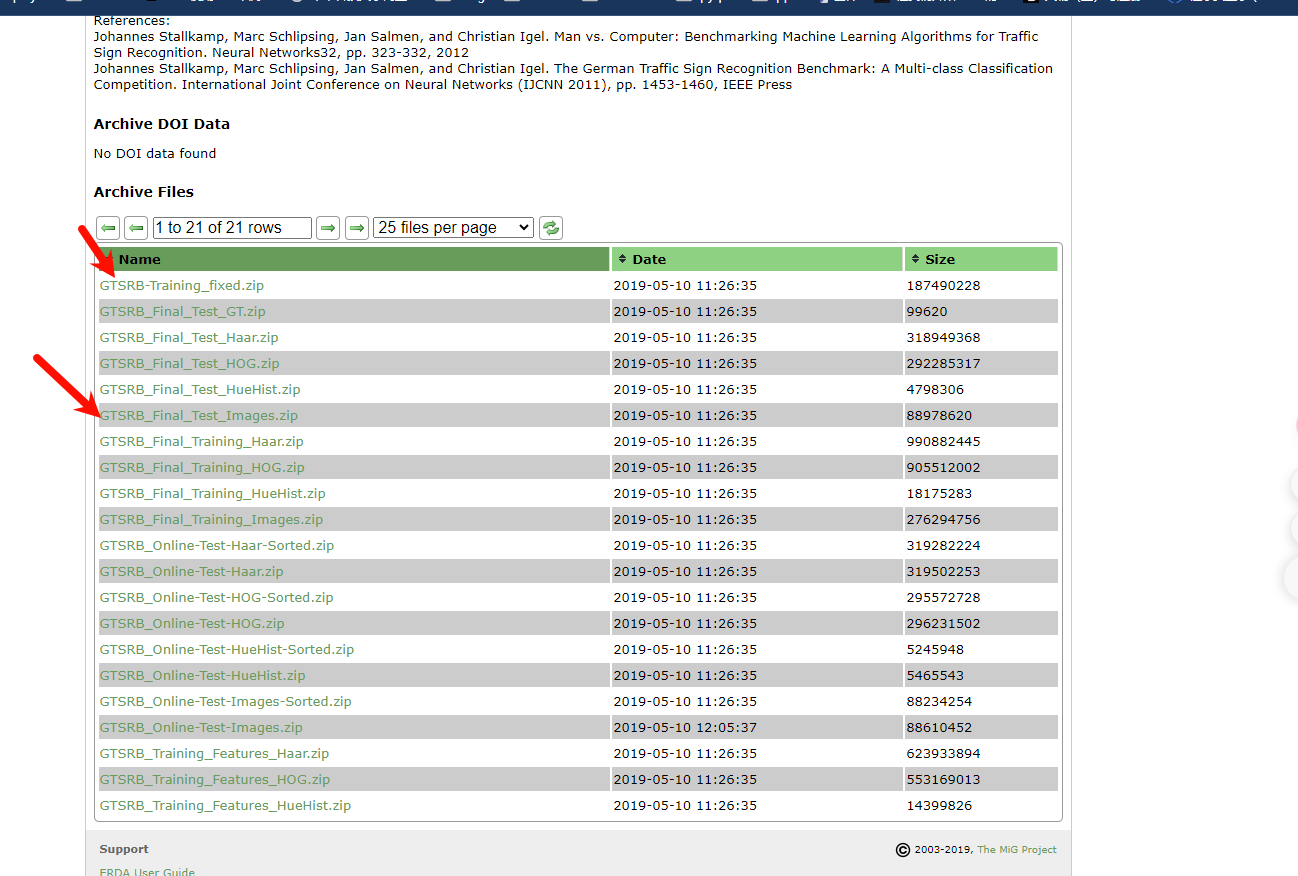 References:
Johannes Stallkamp, Marc Schlipsing, Jan Salmen, and Christian Igel. Man vs. Computer: Benchmarking Machine Learning Algorithms for Traffic
Sign Recognition. Neural Networks32, pp. 323-332, 2012
Johannes Stallkamp, Marc Schlipsing, Jan Salmen, and Christian Igel. The German Traffic Sign Recognition Benchmark: A Multi-class Classification
Competition. International Joint Conference on Neural Networks (IJCNN 2011), pp. 1453-1460, IEEE Press
Archive DOI Data
No DOI data found
Archive Files
1 to 21 of 21 rows 25 files per page
Name Date Size
GTSRB-Training_fixed.zip 2019-05-10 11:26:35 187490228
GTSRB_Final_Test_GT.zip 2019-05-10 11:26:35 99620
GTSRB_Final_Test_Haar.zip 2019-05-10 11:26:35 318949368
GTSRB_Final_Test_HOG.zip 2019-05-10 11:26:35 292285317
GTSRB_Final_Test_HueHist.zip 2019-05-10 11:26:35 4798306
GTSRB_Final_Test_Images.zip 2019-05-10 11:26:35 88978620
GTSRB_Final_Training_Haar.zip 2019-05-10 11:26:35 990882445
GTSRB_Final_Training_HOG.zip 2019-05-10 11:26:35 905512002
GTSRB_Final_Training_HueHist.zip 2019-05-10 11:26:35 18175283
GTSRB_Final_Training_Images.zip 2019-05-10 11:26:35 276294756
GTSRB_Online-Test-Haar-Sorted.zip 2019-05-10 11:26:35 319282224
GTSRB_Online-Test-Haar.zip 2019-05-10 11:26:35 319502253
GTSRB_Online-Test-HOG-Sorted.zip 2019-05-10 11:26:35 295572728
GTSRB_Online-Test-HOG.zip 2019-05-10 11:26:35 296231502
GTSRB_Online-Test-HueHist-Sorted.zip 2019-05-10 11:26:35 5245948
GTSRB_Online-Test-HueHist.zip 2019-05-10 11:26:35 5465543
GTSRB_Online-Test-Images-Sorted.zip 2019-05-10 11:26:35 88234254
GTSRB_Online-Test-Images.zip 2019-05-10 12:05:37 88610452
GTSRB_Training_Features_Haar.zip 2019-05-10 11:26:35 623933894
GTSRB_Training_Features_HOG.zip 2019-05-10 11:26:35 553169013
GTSRB_Training_Features_HueHist.zip 2019-05-10 11:26:35 14399826
Support © 2003-2019, The MiG Project
ERDA User Guide